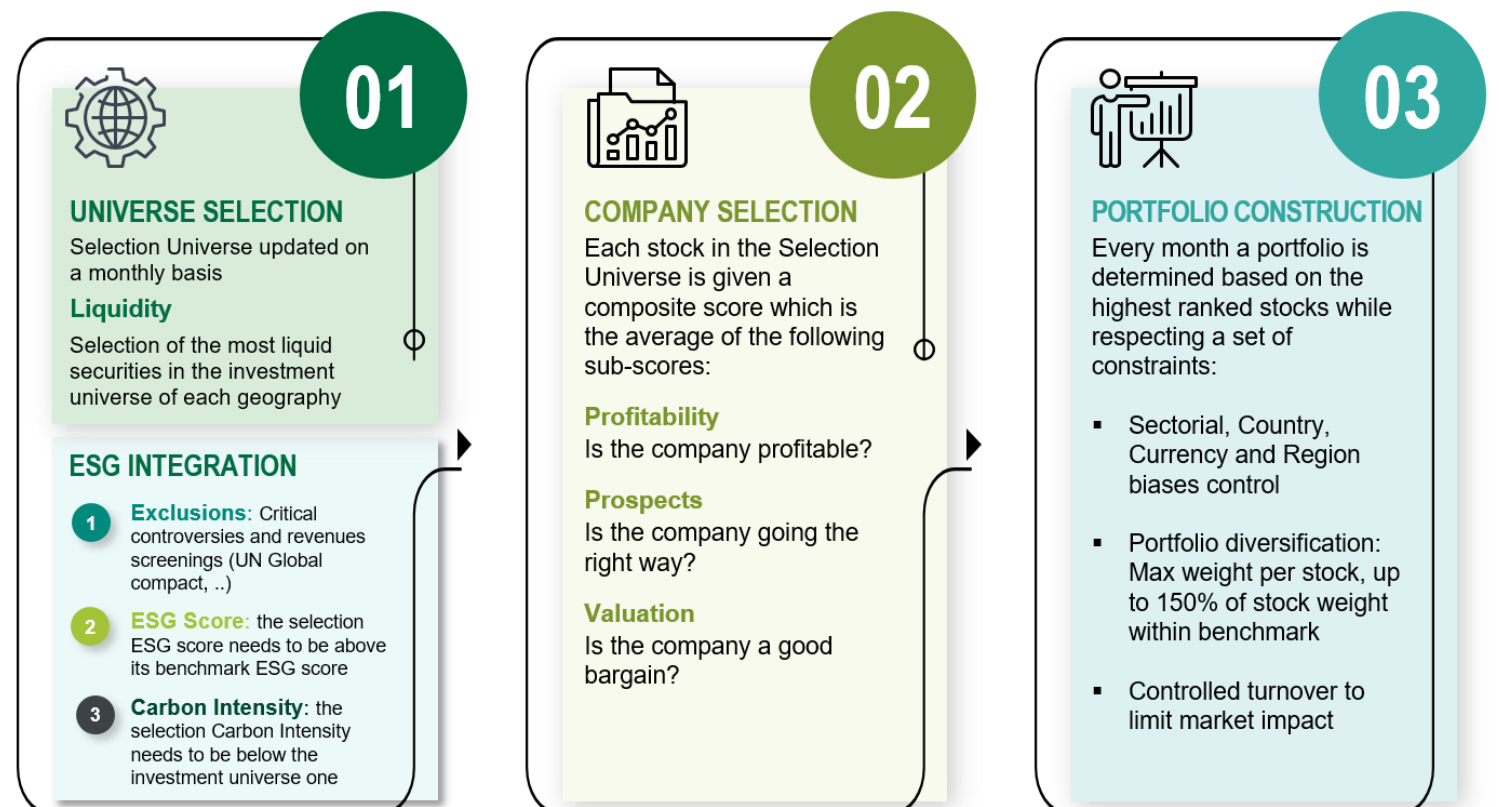 01
UNIVERSE SELECTION
Selection Universe updated on
a monthly basis
Liquidity
Selection of the most liquid
securities in the investment
universe of each geography
ESG INTEGRATION
1
Exclusions: Critical
controversies and revenues
screenings (UN Global
compact, ..)
2
ESG Score: the selection
ESG score needs to be above
its benchmark ESG score
3
Carbon Intensity: the
selection Carbon Intensity
needs to be below the
investment universe one
02
COMPANY SELECTION
Each stock in the Selection
Universe is given a
composite score which is
the average of the following
sub-scores:
Profitability
Is the company profitable?
Prospects
Is the company going the
right way?
Valuation
Is the company a good
bargain?
03
PORTFOLIO CONSTRUCTION
Every month a portfolio is
determined based on the
highest ranked stocks while
respecting a set of
constraints:
▪ Sectorial, Country,
Currency and Region
biases control
▪ Portfolio diversification:
Max weight per stock, up
to 150% of stock weight
within benchmark
▪ Controlled turnover to
limit market impact